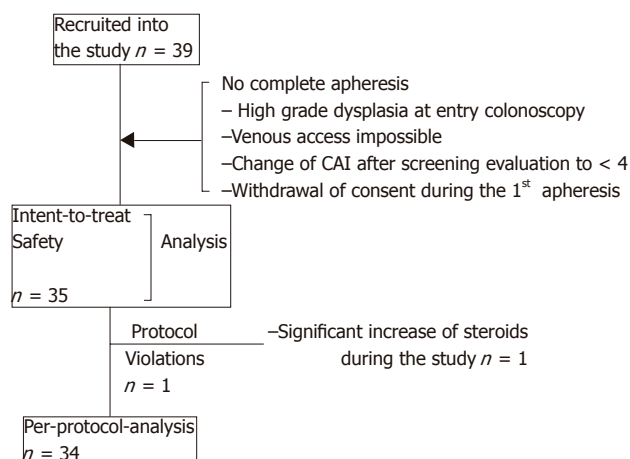 Recruited into
the study n = 39
No complete apheresis
– High grade dysplasia at entry colonoscopy
–Venous access impossible
–Change of CAI after screening evaluation to < 4
–Withdrawal of consent during the 1st apheresis
Intent-to-treat
Safety
Analysis
n = 35
Protocol
Violations
n = 1
–Significant increase of steroids
during the study n = 1
Per-protocol-analysis
n = 34